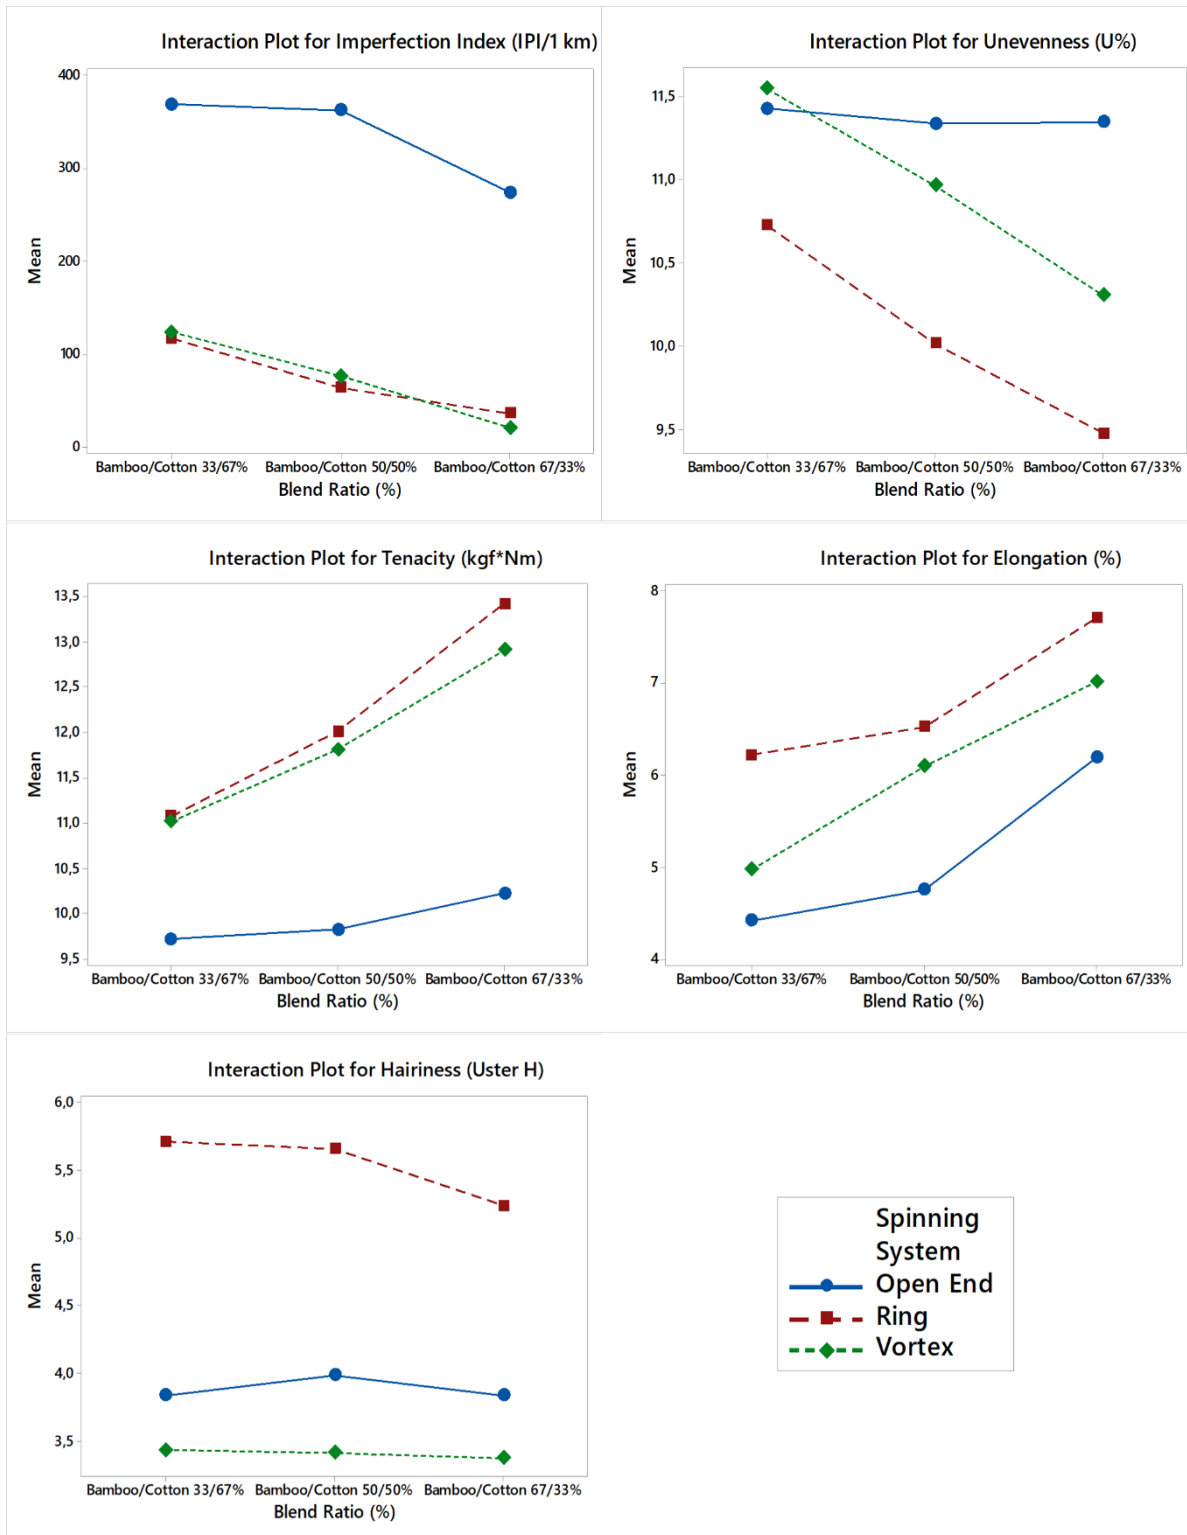 Interaction Plot for Imperfection Index (IPI/1 km)
400
300
200
100
0
Mean
Bamboo/Cotton 33/67% Bamboo/Cotton 50/50% Bamboo/Cotton 67/33%
Blend Ratio (%)
Interaction Plot for Unevenness (U%)
11,5
11,0
10,5
10,0
9,5
Mean
Bamboo/Cotton 33/67% Bamboo/Cotton 50/50% Bamboo/Cotton 67/33%
Blend Ratio (%)
Interaction Plot for Tenacity (kgf*Nm)
13,5
13,0
12,5
12,0
11,5
11,0
10,5
10,0
9,5
Mean
Bamboo/Cotton 33/67% Bamboo/Cotton 50/50% Bamboo/Cotton 67/33%
Blend Ratio (%)
Interaction Plot for Elongation (%)
8
7
6
5
4
Mean
Bamboo/Cotton 33/67% Bamboo/Cotton 50/50% Bamboo/Cotton 67/33%
Blend Ratio (%)
Interaction Plot for Hairiness (Uster H)
6,0
5,5
5,0
4,5
4,0
3,5
Mean
Bamboo/Cotton 33/67% Bamboo/Cotton 50/50% Bamboo/Cotton 67/33%
Blend Ratio (%)
Spinning
System
Open End
Ring
Vortex